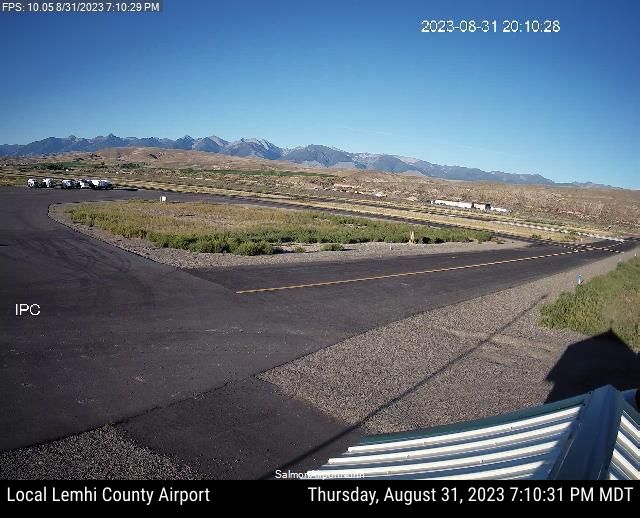 FPS: 10.05 8/31/2023 7:10:29 PM
2023-08-31 20:10:28
IPC
Local Lemhi County Airport
Thursday, August 31, 2023 7:10:31 PM MDT